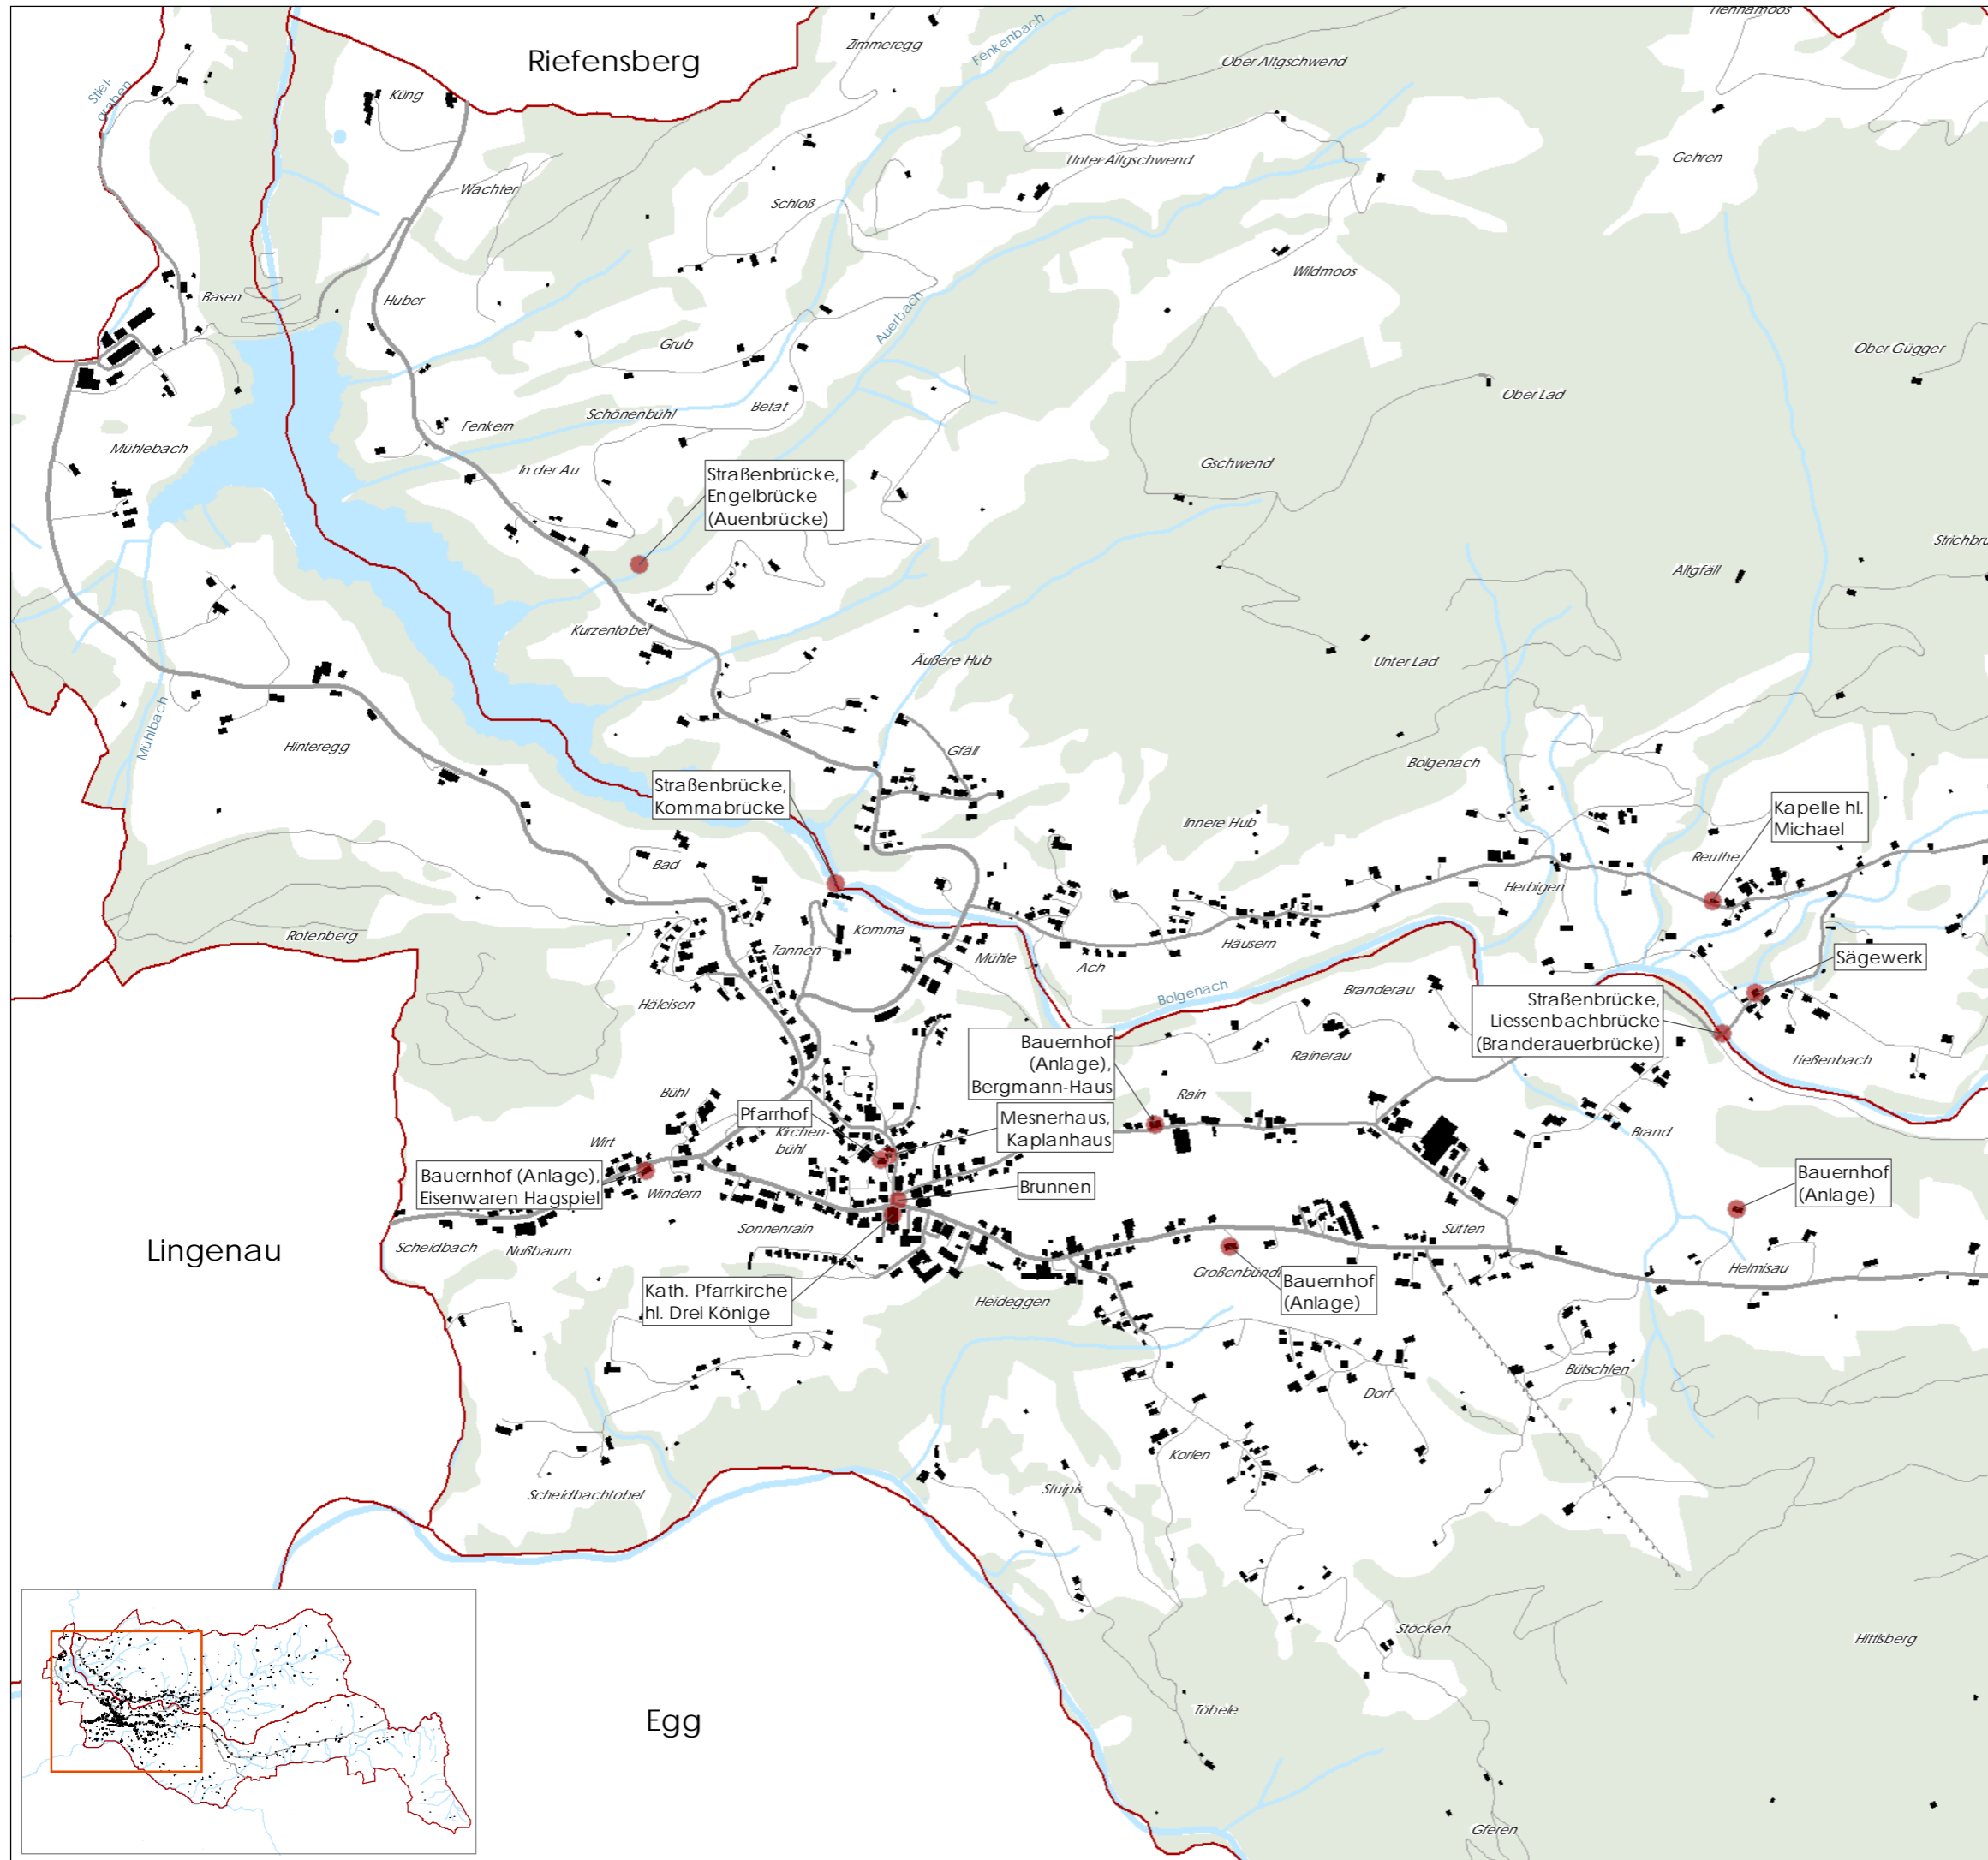 Hennamoos
Riefensberg
Zimmeregg
Fenkenbach
Ober Altgschwend
Stiel-
graben
Küng
Wachter
Unter Altgschwend
Gehren
Schloß
Basen
Huber
Wildmoos
Auerbach
Grub
Ober Gügger
Ober Lad
Schönenbühl
Betat
Mühlebach
Fenkern
In der Au
Gschwend
Straßenbrücke,
Engelbrücke
(Auenbrücke)
Altgfäll
Kurzentobel
Äußere Hub
Unter Lad
Mühlbach
Hinteregg
Gfäll
Bolgenach
Straßenbrücke,
Kommabrücke
Kapelle hl.
Michael
Innere Hub
Reuthe
Bad
Herbigen
Rotenberg
Tannen
Komma
Mühle
Ach
Häusern
Sägewerk
Häleisen
Bolgenach
Branderau
Straßenbrücke,
Liessenbachbrücke
(Branderauerbrücke)
Bauernhof
(Anlage),
Bergmann-Haus
Rainerau
Ließenbach
Bühl
Rain
Pfarrhof
Mesnerhaus,
Kaplanhaus
Wirt
Kirchen-
bühl
Brand
Bauernhof (Anlage),
Eisenwaren Hagspiel
Windern
Brunnen
Bauernhof
(Anlage)
Scheidbach
Nußbaum
Sonnenrain
Sütten
Lingenau
Helmisau
Großenbündt
Bauernhof
(Anlage)
Kath. Pfarrkirche
hl. Drei Könige
Heideggen
Bütschlen
Dorf
Korlen
Scheidbachtobel
Stuipis
Stöcken
Hittisberg
Töbele
Egg
Gferen